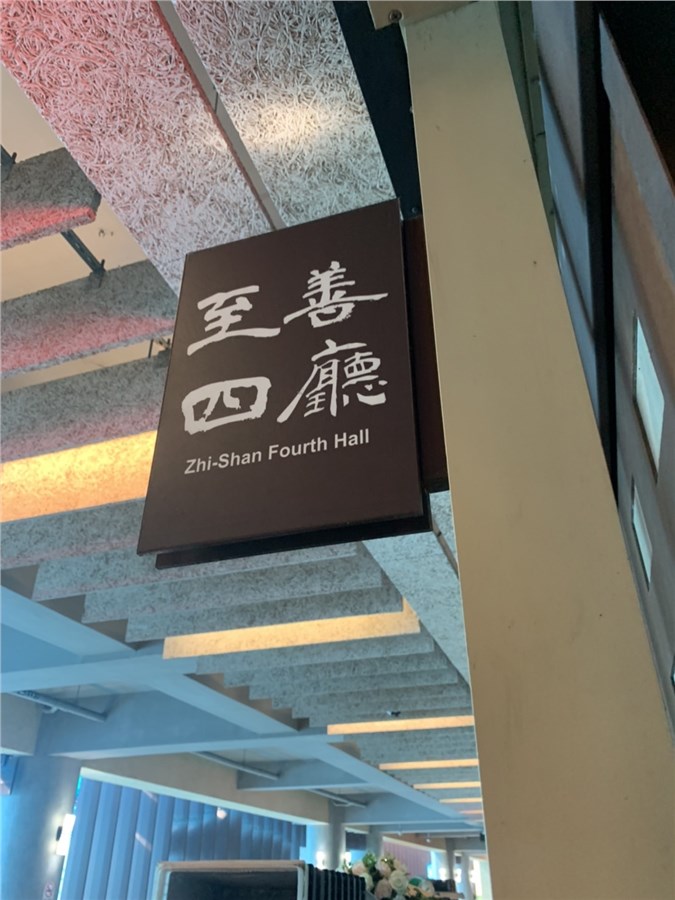 至善
四廳
Zhi-Shan Fourth Hall